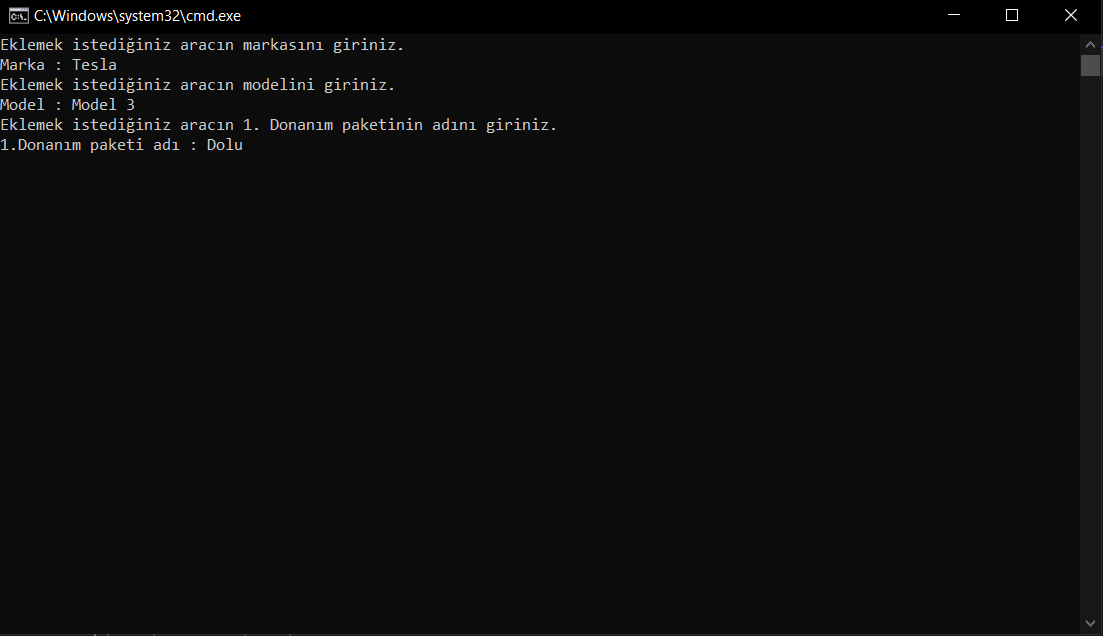 C:\Windows\system32\cmd.exe
Eklemek istediğiniz aracın markasını giriniz.
Marka : Tesla
Eklemek istediğiniz aracın modelini giriniz.
Model : Model 3
Eklemek istediğiniz aracın 1. Donanım paketinin adını giriniz.
1.Donanım paketi adı : Dolu